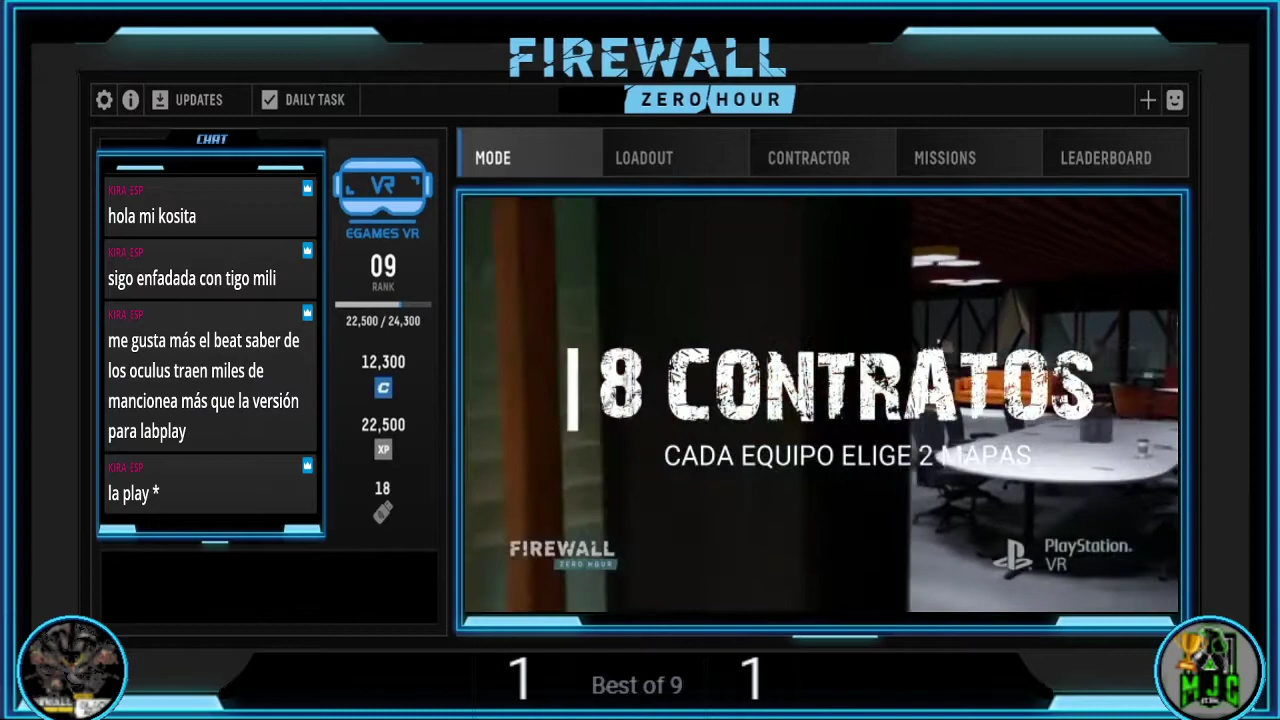 FIREWALL
ZERO HOUR
UPDATES
DAILY TASK
CHAT
KIRA ESP
hola mi kosita
KIRA ESP
sigo enfadada con tigo mili
KIRA ESP
me gusta más el beat saber de
los oculus traen miles de
mancionea más que la versión
para labplay
KIRA ESP
la play *
VR
EGAMES VR
09
RANK
22,500 / 24,300
12,300
C
22,500
XP
18
MODE
LOADOUT
CONTRACTOR
MISSIONS
LEADERBOARD
| 8 CONTRATOS
CADA EQUIPO ELIGE 2 MAPAS
FIREWALL
ZERO HOUR
PlayStation.
VR
1
Best of 9
1
MJC